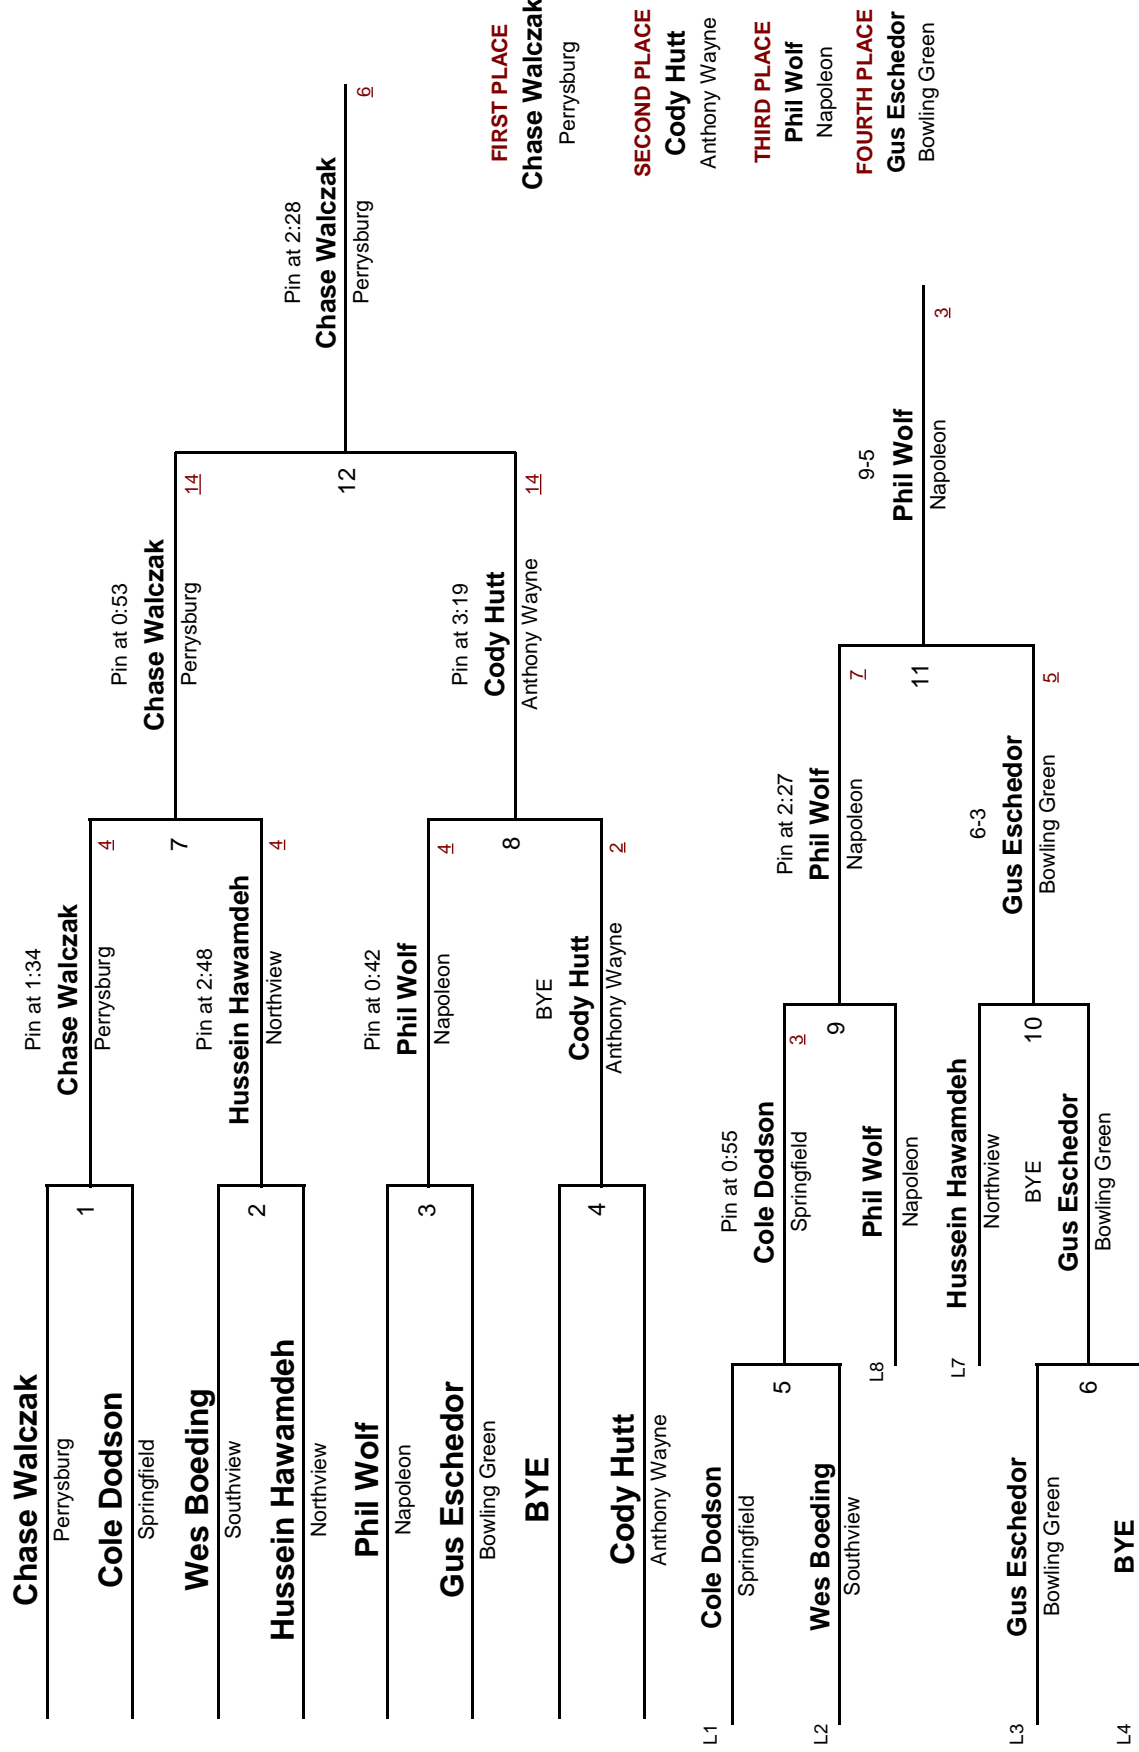 Chase Walczak
Perrysburg
Cole Dodson
Springfield
1
Wes Boeding
Southview
Hussein Hawamdeh
Northview
2
Phil Wolf
Napoleon
Gus Eschedor
Bowling Green
3
BYE
Cody Hutt
Anthony Wayne
4
Pin at 1:34
Chase Walczak
Perrysburg
4
7
Pin at 2:48
Hussein Hawamdeh
Northview
4
Pin at 0:42
Phil Wolf
Napoleon
4
8
BYE
Cody Hutt
Anthony Wayne
2
Pin at 0:53
Chase Walczak
Perrysburg
14
12
Pin at 3:19
Cody Hutt
Anthony Wayne
14
Pin at 2:28
Chase Walczak
Perrysburg
6
L1
Cole Dodson
Springfield
5
L2
Wes Boeding
Southview
L3
Gus Eschedor
Bowling Green
6
L4
BYE
Pin at 0:55
Cole Dodson
Springfield
3
9
L8
Phil Wolf
Napoleon
L7
Hussein Hawamdeh
Northview
10
BYE
Gus Eschedor
Bowling Green
Pin at 2:27
Phil Wolf
Napoleon
7
11
6-3
Gus Eschedor
Bowling Green
5
9-5
Phil Wolf
Napoleon
3
FIRST PLACE
Chase Walczak
Perrysburg
SECOND PLACE
Cody Hutt
Anthony Wayne
THIRD PLACE
Phil Wolf
Napoleon
FOURTH PLACE
Gus Eschedor
Bowling Green